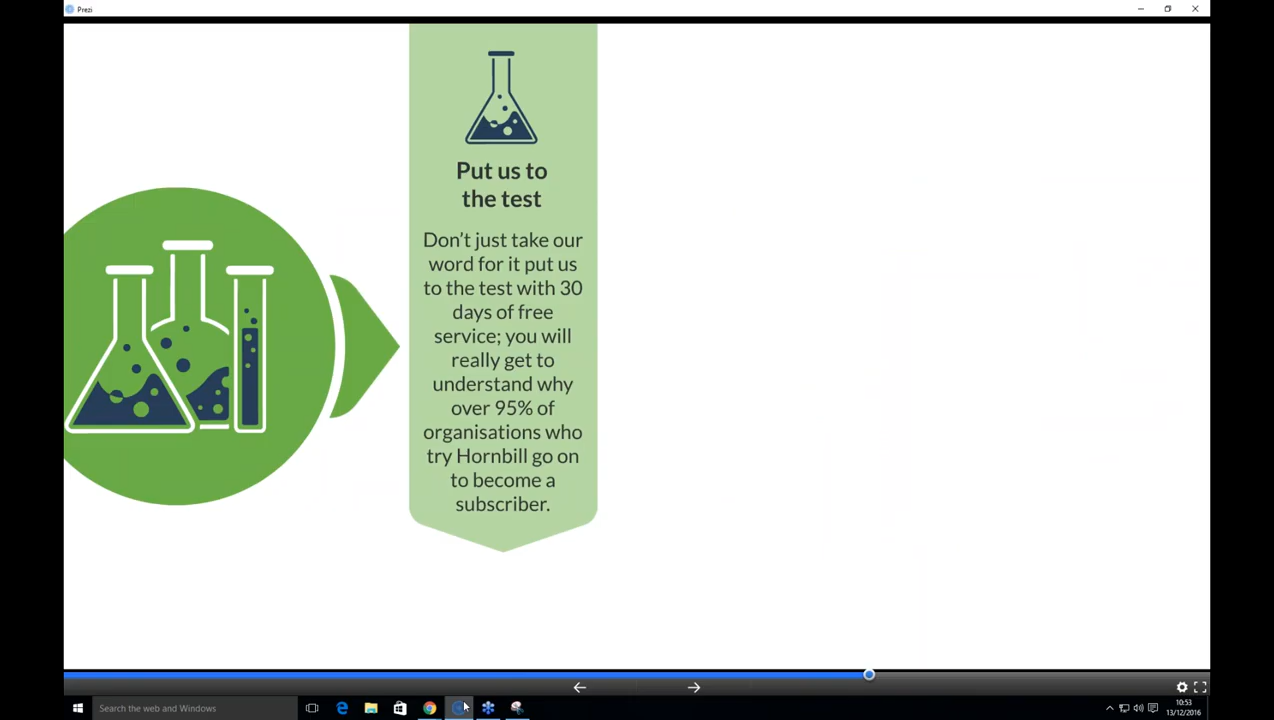 Prezi
Put us to
the test
Don't just take our
word for it put us
to the test with 30
days of free
service; you will
really get to
understand why
over 95% of
organisations who
try Hornbill go on
to become a
subscriber.
Search the web and Windows
10:53
13/12/2016